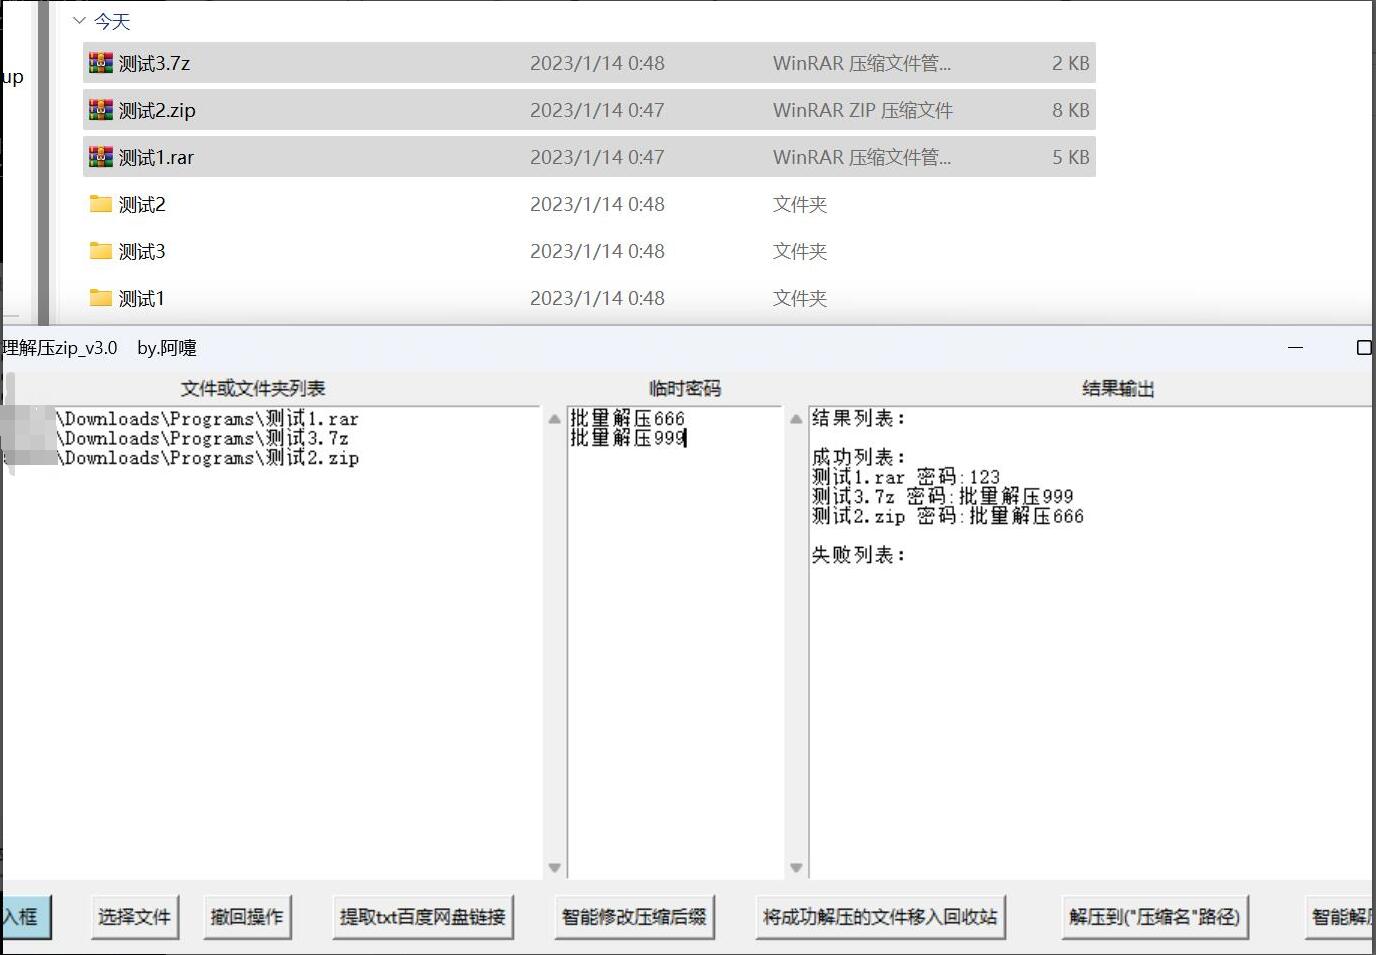 今天
up
测试3.7z 2023/1/14 0:48 WinRAR 压缩文件管... 2 KB
测试2.zip 2023/1/14 0:47 WinRAR ZIP 压缩文件 8 KB
测试1.rar 2023/1/14 0:47 WinRAR 压缩文件管... 5 KB
测试2 2023/1/14 0:48 文件夹
测试3 2023/1/14 0:48 文件夹
测试1 2023/1/14 0:48 文件夹
理解压zip_v3.0 by.阿嚏
文件或文件夹列表 临时密码 结果输出
\Downloads\Programs\测试1.rar
\Downloads\Programs\测试3.7z
\Downloads\Programs\测试2.zip
批量解压666
批量解压999
结果列表:
成功列表:
测试1.rar 密码:123
测试3.7z 密码:批量解压999
测试2.zip 密码:批量解压666
失败列表:
入框 选择文件 撤回操作 提取txt百度网盘链接 智能修改压缩后缀 将成功解压的文件移入回收站 解压到("压缩名"路径) 智能解压